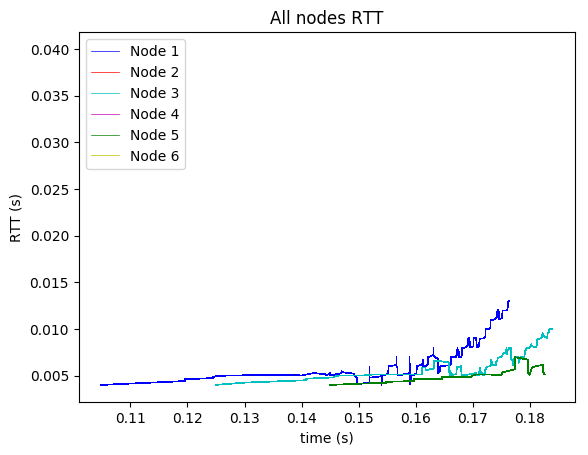 All nodes RTT
Node 1
Node 2
Node 3
Node 4
Node 5
Node 6
0.040
0.035
0.030
0.025
0.020
0.015
0.010
0.005
RTT (s)
0.11 0.12 0.13 0.14 0.15 0.16 0.17 0.18
time (s)